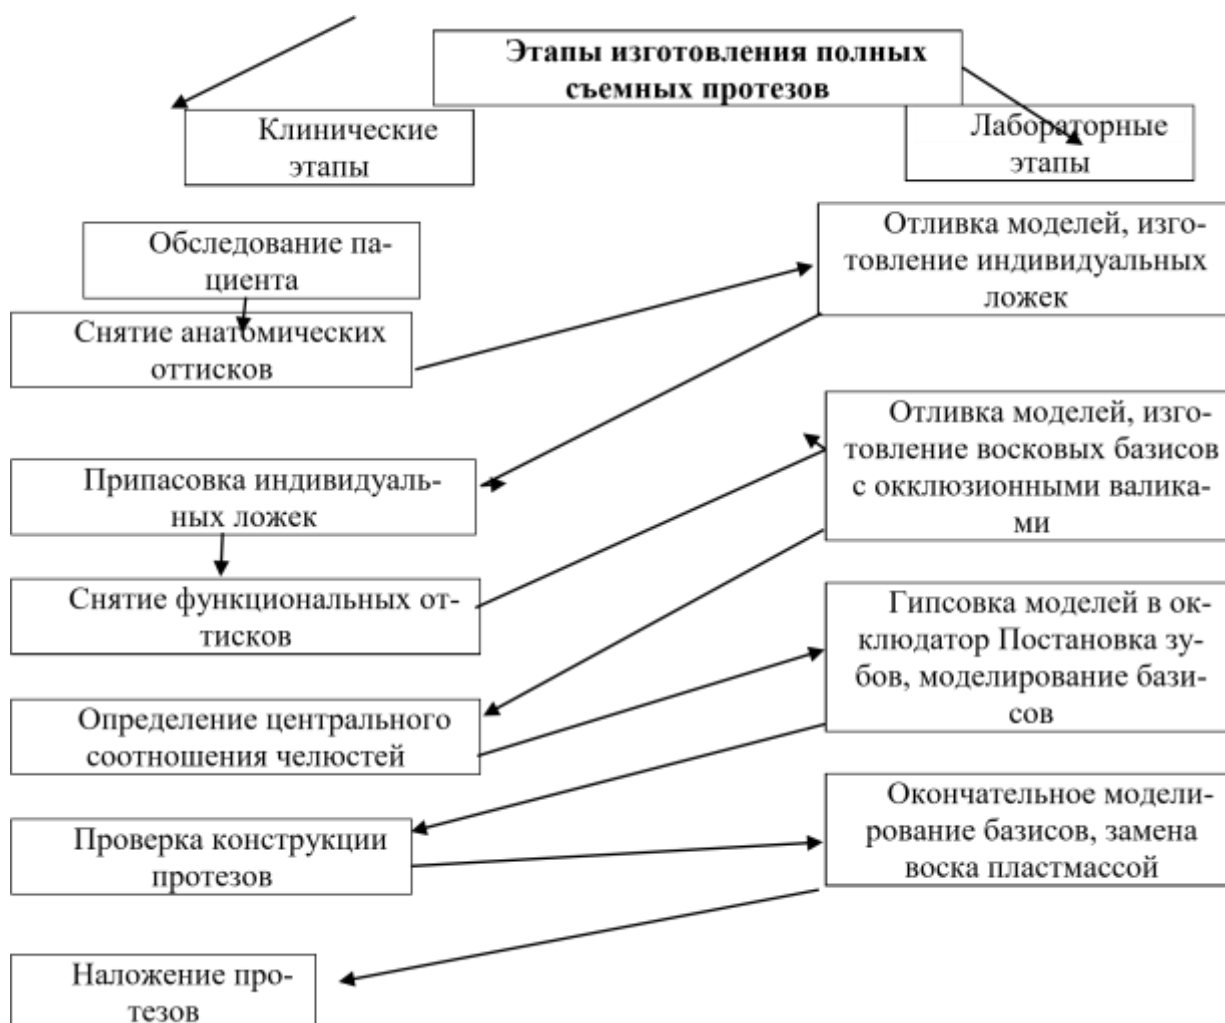 Этапы изготовления полных
съемных протезов
Клинические
этапы
Лабораторные
этапы
Обследование па-
циента
Снятие анатомических
оттисков
Отливка моделей, изго-
товление индивидуальных
ложек
Припасовка индивидуаль-
ных ложек
Снятие функциональных от-
тисков
Отливка моделей, изго-
товление восковых базисов
с окклюзионными валика-
ми
Определение центрального
соотношения челюстей
Гипсовка моделей в ок-
клюдатор Постановка зу-
бов, моделирование бази-
сов
Проверка конструкции
протезов
Окончательное модели-
рование базисов, замена
воска пластмассой
Наложение про-
тезов